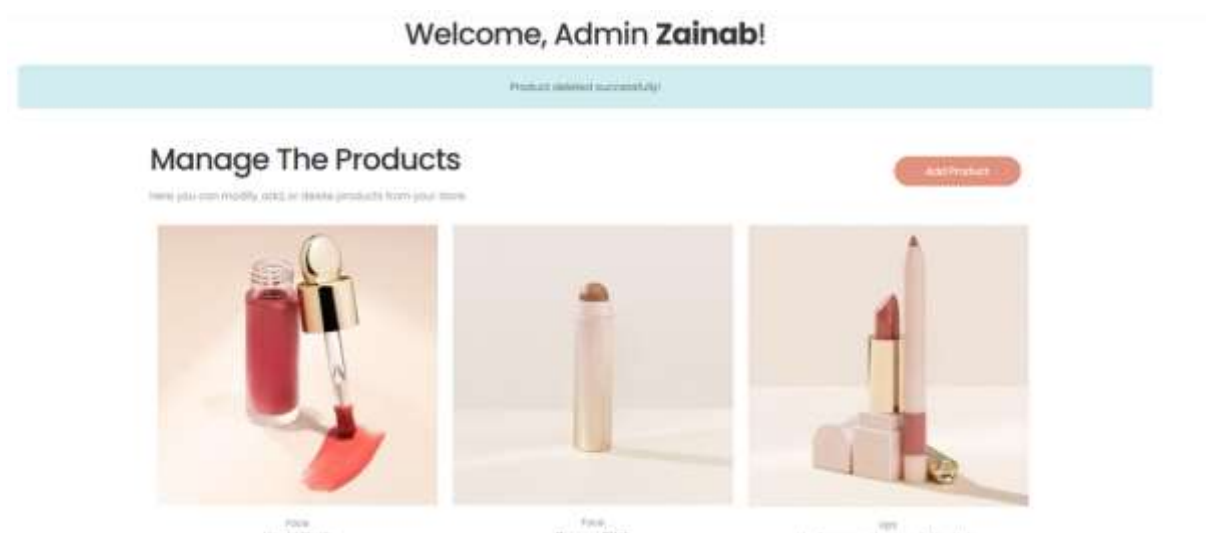 Welcome, Admin Zainab!
Product deleted successfully!
Manage The Products
Add Product
Here you can modify, add, or delete products from your store.
Face
Face
Lips